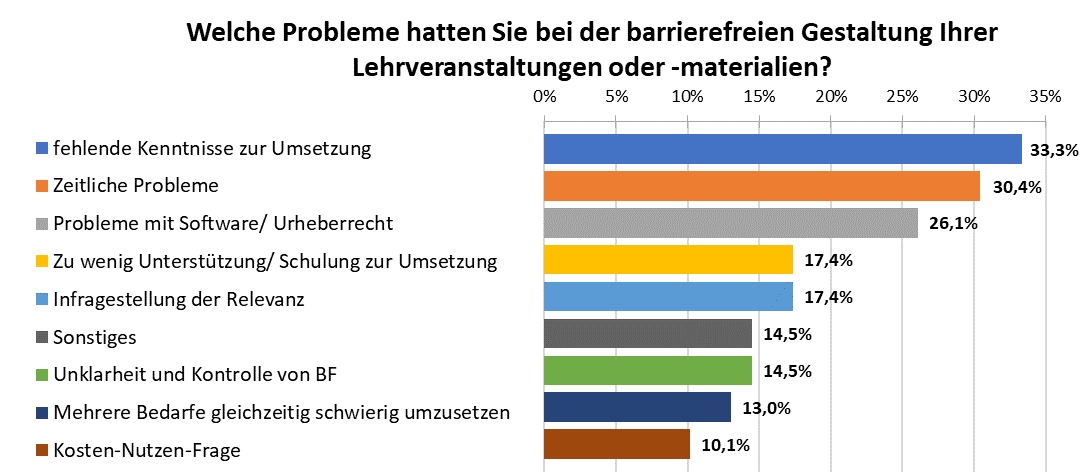 Welche Probleme hatten Sie bei der barrierefreien Gestaltung Ihrer
Lehrveranstaltungen oder -materialien?
0% 5% 10% 15% 20% 25% 30% 35%
fehlende Kenntnisse zur Umsetzung 33,3%
Zeitliche Probleme 30,4%
Probleme mit Software/ Urheberrecht 26,1%
Zu wenig Unterstützung/ Schulung zur Umsetzung 17,4%
Infragestellung der Relevanz 17,4%
Sonstiges 14,5%
Unklarheit und Kontrolle von BF 14,5%
Mehrere Bedarfe gleichzeitig schwierig umzusetzen 13,0%
Kosten-Nutzen-Frage 10,1%